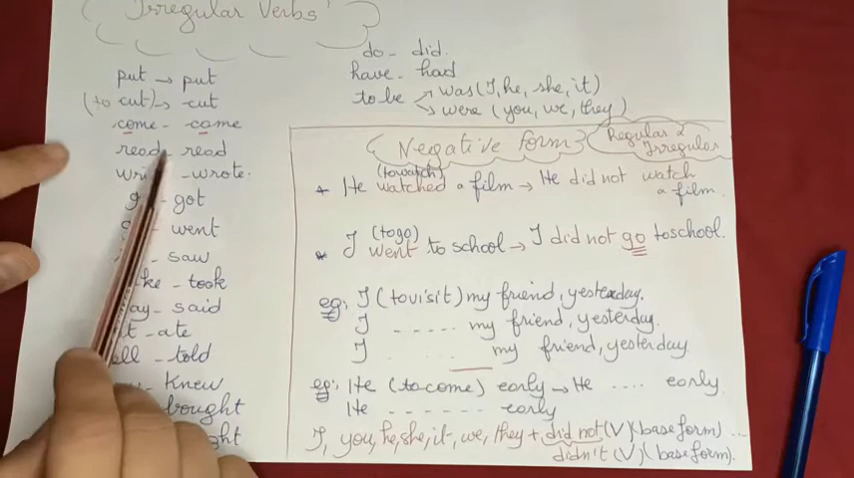 Irregular Verbs
put → put
(to cut) → cut
come - came
read - read
- wrote.
- got
- went
- saw
- took
- said
- ate
- told
- Knew
bought
do - did.
have - had
to be → was (I, he, she, it)
→ were (you, we, they)
Negative form
Regular &
Irregular
(to watch)
+ He watched a film → He did not watch
a film.
(to go)
* I went to school → I did not go to school.
eg: I (to visit) my friend, yesterday.
I ...... my friend, yesterday.
I . . . my friend, yesterday.
eg: He (to come) early → He .... early.
He - - - - - - early
I, you, he, she, it, we, they + did not (V) (base form) ...
didn't (V) (base form).